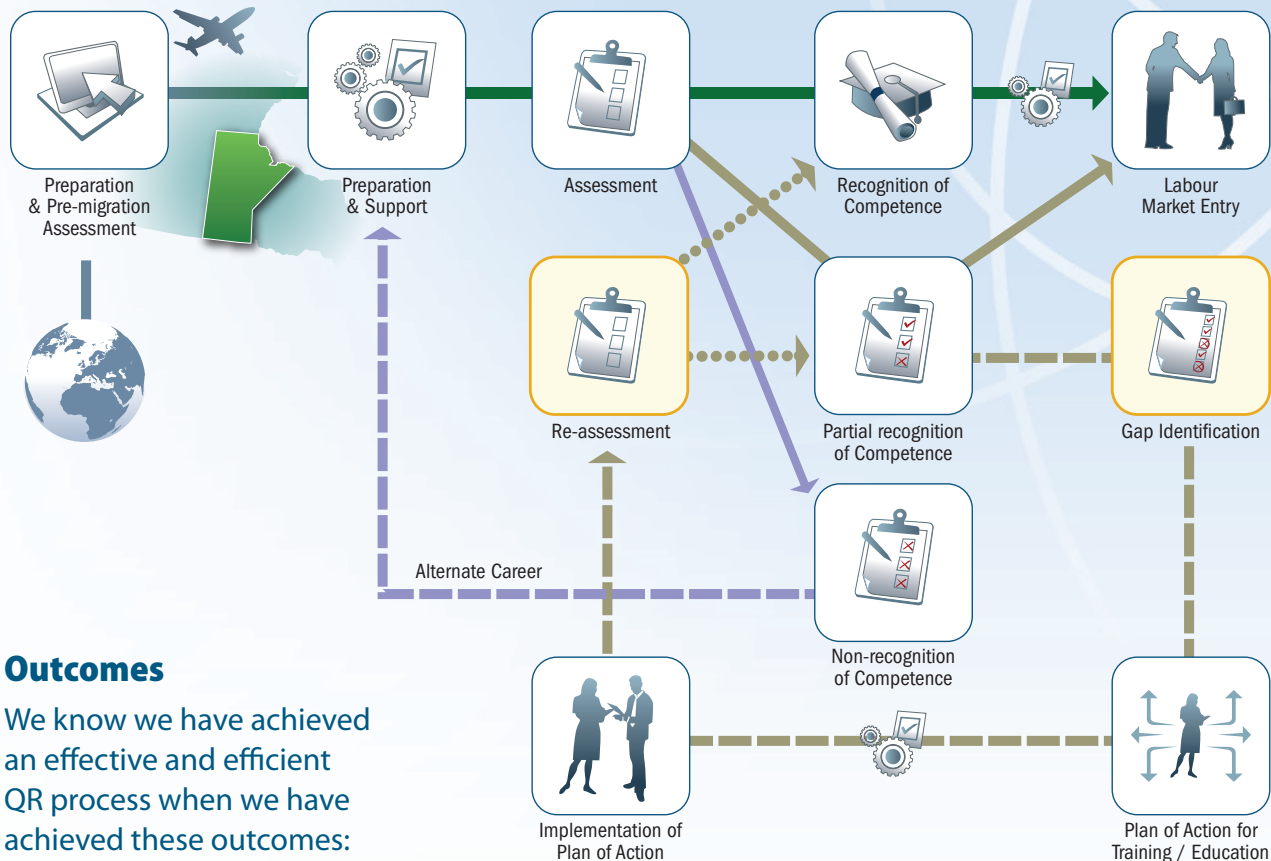 Preparation
& Pre-migration
Assessment
Preparation
& Support
Assessment
Recognition of
Competence
Labour
Market Entry
Re-assessment
Partial recognition
of Competence
Gap Identification
Alternate Career
Non-recognition
of Competence
Outcomes
We know we have achieved
an effective and efficient
QR process when we have
achieved these outcomes:
Implementation of
Plan of Action
Plan of Action for
Training / Education